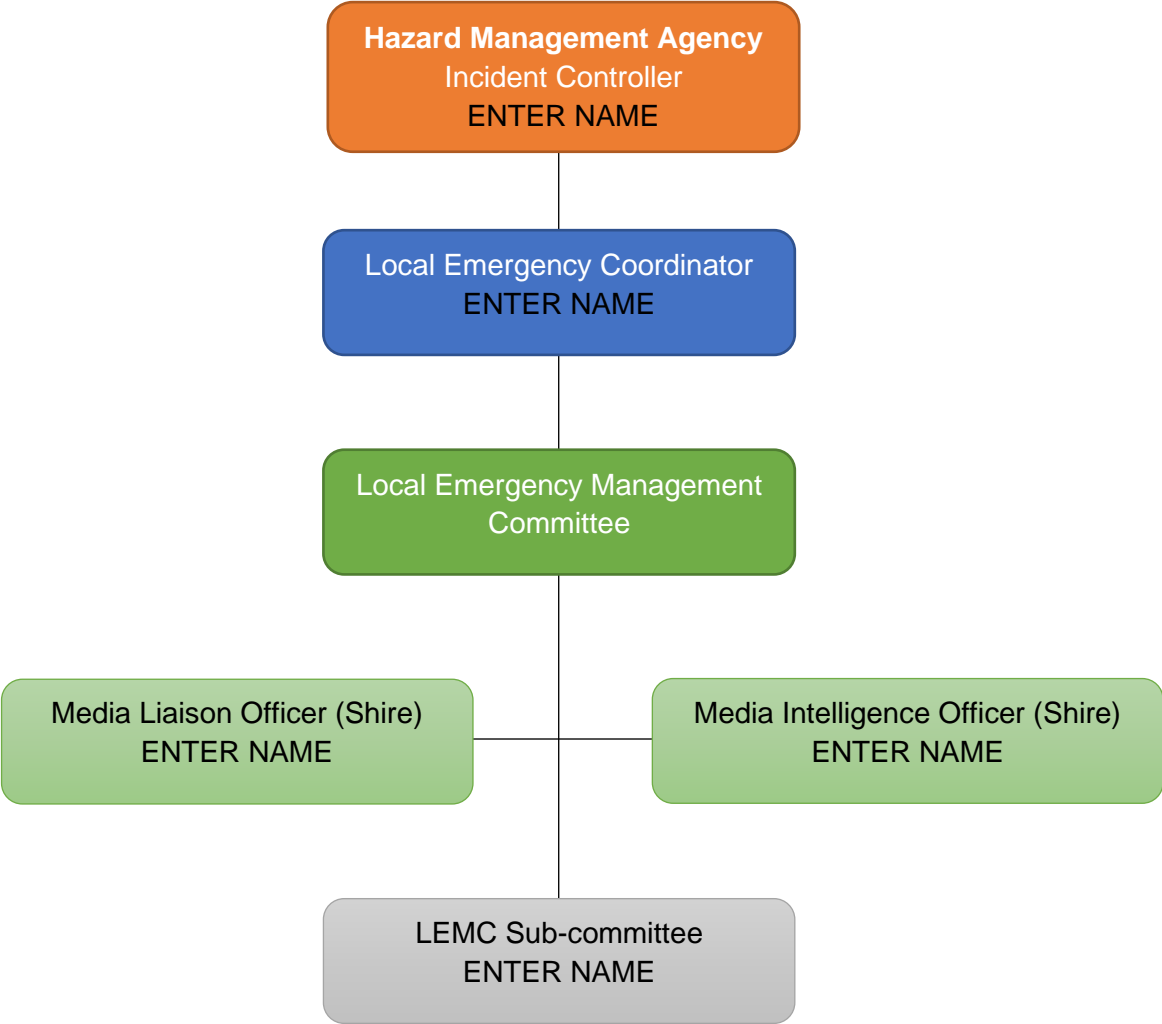 Hazard Management Agency
Incident Controller
ENTER NAME
Local Emergency Coordinator
ENTER NAME
Local Emergency Management
Committee
Media Liaison Officer (Shire)
ENTER NAME
Media Intelligence Officer (Shire)
ENTER NAME
LEMC Sub-committee
ENTER NAME